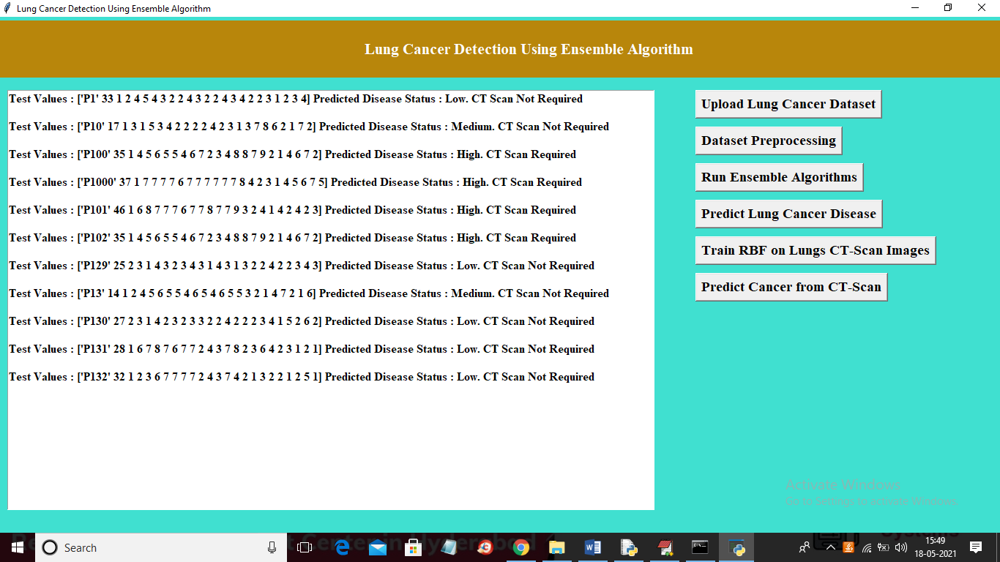 Lung Cancer Detection Using Ensemble Algorithm
Lung Cancer Detection Using Ensemble Algorithm
Test Values : ['P1' 33 1 2 4 5 4 3 2 2 4 3 2 2 4 3 4 2 2 3 1 2 3 4] Predicted Disease Status : Low. CT Scan Not Required
Test Values : ['P10' 17 1 3 1 5 3 4 2 2 2 2 4 2 3 1 3 7 8 6 2 1 7 2] Predicted Disease Status : Medium. CT Scan Not Required
Test Values : ['P100' 35 1 4 5 6 5 5 4 6 7 2 3 4 8 8 7 9 2 1 4 6 7 2] Predicted Disease Status : High. CT Scan Required
Test Values : ['P1000' 37 1 7 7 7 7 6 7 7 7 7 7 7 8 4 2 3 1 4 5 6 7 5] Predicted Disease Status : High. CT Scan Required
Test Values : ['P101' 46 1 6 8 7 7 7 6 7 7 8 7 7 9 3 2 4 1 4 2 4 2 3] Predicted Disease Status : High. CT Scan Required
Test Values : ['P102' 35 1 4 5 6 5 5 4 6 7 2 3 4 8 8 7 9 2 1 4 6 7 2] Predicted Disease Status : High. CT Scan Required
Test Values : ['P129' 25 2 3 1 4 3 2 3 4 3 1 4 3 1 3 2 2 4 2 2 3 4 3] Predicted Disease Status : Low. CT Scan Not Required
Test Values : ['P13' 14 1 2 4 5 6 5 5 4 6 5 4 6 5 5 3 2 1 4 7 2 1 6] Predicted Disease Status : Medium. CT Scan Not Required
Test Values : ['P130' 27 2 3 1 4 2 3 2 3 3 2 2 4 2 2 2 3 4 1 5 2 6 2] Predicted Disease Status : Low. CT Scan Not Required
Test Values : ['P131' 28 1 6 7 8 7 6 7 7 2 4 3 7 8 2 3 6 4 2 3 1 2 1] Predicted Disease Status : Low. CT Scan Not Required
Test Values : ['P132' 32 1 2 3 6 7 7 7 7 2 4 3 7 4 2 1 3 2 2 1 2 5 1] Predicted Disease Status : Low. CT Scan Not Required
Upload Lung Cancer Dataset
Dataset Preprocessing
Run Ensemble Algorithms
Predict Lung Cancer Disease
Train RBF on Lungs CT-Scan Images
Predict Cancer from CT-Scan
Activate Windows
Go to Settings to activate Windows.
Search
15:49
18-05-2021